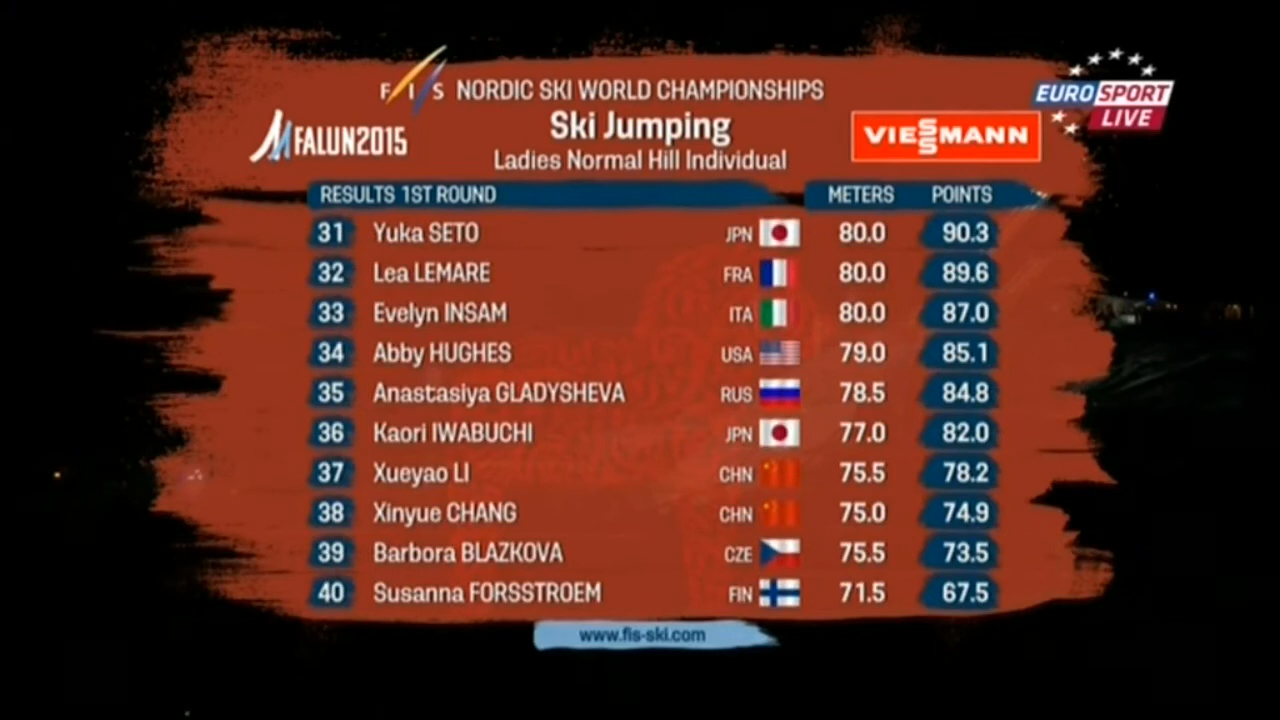 FIS NORDIC SKI WORLD CHAMPIONSHIPS
EUROSPORT
LIVE
FALUN2015
Ski Jumping
VIESSMANN
Ladies Normal Hill Individual
RESULTS 1ST ROUND METERS POINTS
31 Yuka SETO JPN 80.0 90.3
32 Lea LEMARE FRA 80.0 89.6
33 Evelyn INSAM ITA 80.0 87.0
34 Abby HUGHES USA 79.0 85.1
35 Anastasiya GLADYSHEVA RUS 78.5 84.8
36 Kaori IWABUCHI JPN 77.0 82.0
37 Xueyao LI CHN 75.5 78.2
38 Xinyue CHANG CHN 75.0 74.9
39 Barbora BLAZKOVA CZE 75.5 73.5
40 Susanna FORSSTROEM FIN 71.5 67.5
www.fis-ski.com